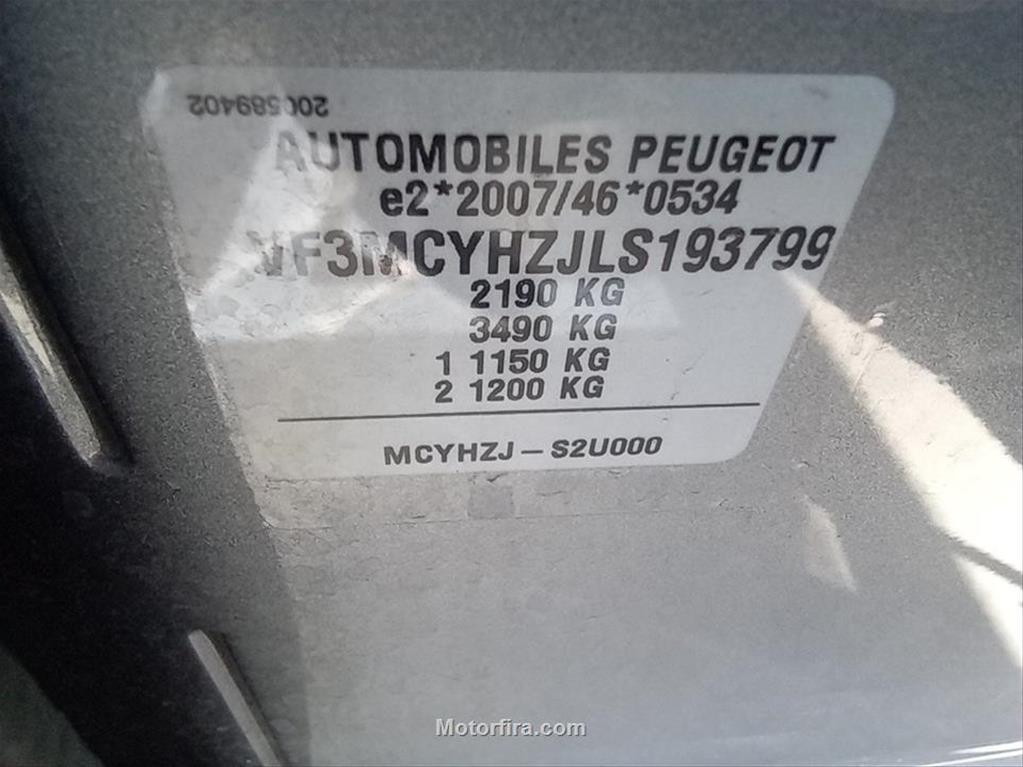 200589402
AUTOMOBILES PEUGEOT
e2*2007/46*0534
VF3MCYHZJLS193799
2190 KG
3490 KG
1 1150 KG
2 1200 KG
MCYHZJ – S2U000
Motorfira.com